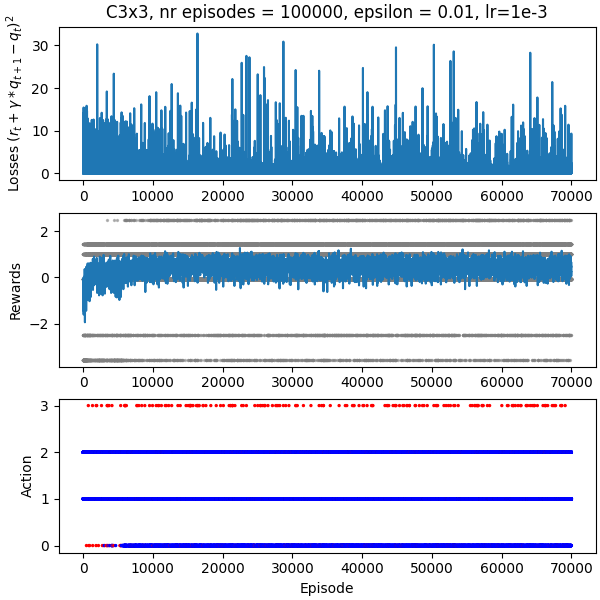 C3x3, nr episodes = 100000, epsilon = 0.01, lr=1e-3
Losses $(r_t + \gamma * q_{t+1} - q_t)^2$
30
20
10
0
0 10000 20000 30000 40000 50000 60000 70000
Rewards
2
0
−2
0 10000 20000 30000 40000 50000 60000 70000
Action
3
2
1
0
0 10000 20000 30000 40000 50000 60000 70000
Episode